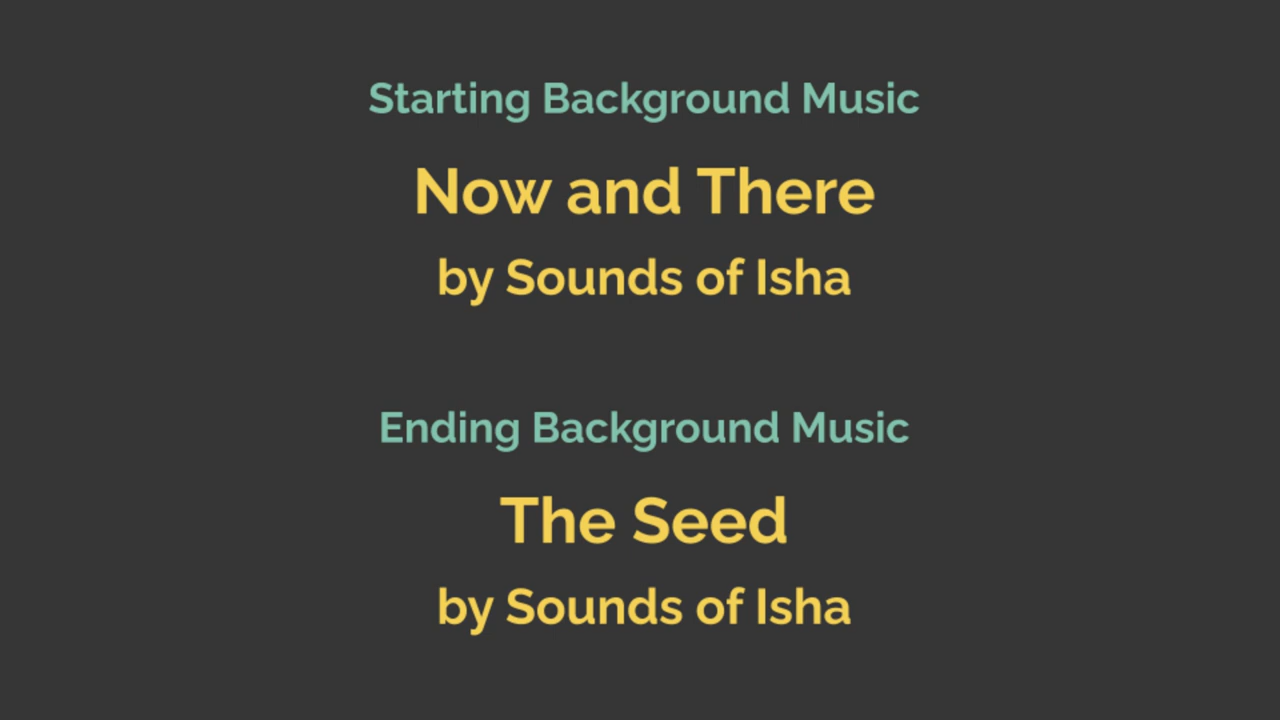 Starting Background Music
Now and There
by Sounds of Isha
Ending Background Music
The Seed
by Sounds of Isha